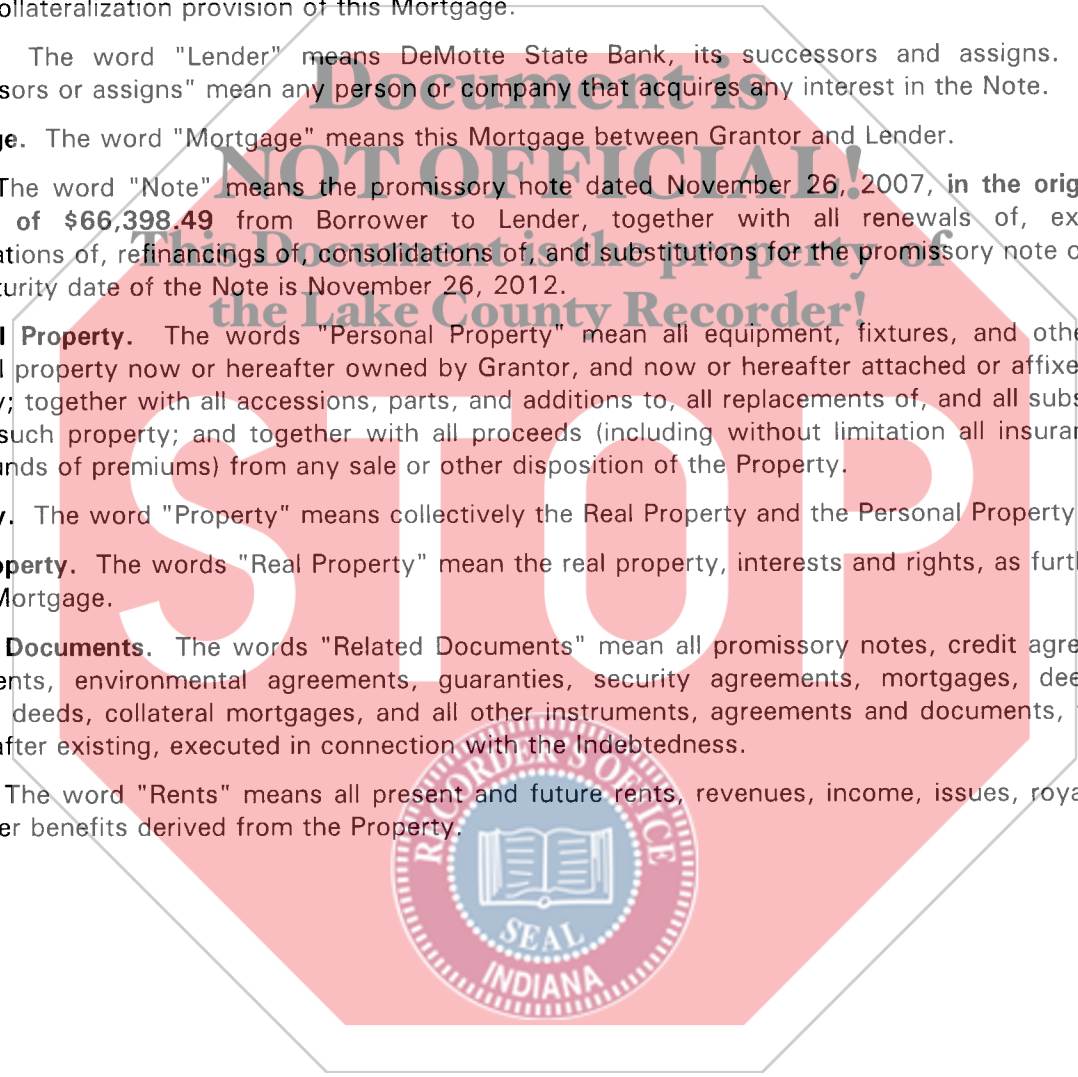 ollateralization provision of this Mortgage.
The word "Lender" means DeMotte State Bank, its successors and assigns.
sors or assigns" mean any person or company that acquires any interest in the Note.
ge. The word "Mortgage" means this Mortgage between Grantor and Lender.
The word "Note" means the promissory note dated November 26, 2007, in the orig
of $66,398.49 from Borrower to Lender, together with all renewals of, ex
ations of, refinancings of, consolidations of, and substitutions for the promissory note o
turity date of the Note is November 26, 2012.
l Property. The words "Personal Property" mean all equipment, fixtures, and othe
l property now or hereafter owned by Grantor, and now or hereafter attached or affixe
y; together with all accessions, parts, and additions to, all replacements of, and all subs
such property; and together with all proceeds (including without limitation all insuran
unds of premiums) from any sale or other disposition of the Property.
y. The word "Property" means collectively the Real Property and the Personal Property
operty. The words "Real Property" mean the real property, interests and rights, as furth
Mortgage.
Documents. The words "Related Documents" mean all promissory notes, credit agre
ents, environmental agreements, guaranties, security agreements, mortgages, dee
deeds, collateral mortgages, and all other instruments, agreements and documents,
after existing, executed in connection with the Indebtedness.
The word "Rents" means all present and future rents, revenues, income, issues, roya
er benefits derived from the Property.
Document is
NOT OFFICIAL!
This Document is the property of
the Lake County Recorder!
STOP
RECORDER'S OFFICE
SEAL
INDIANA